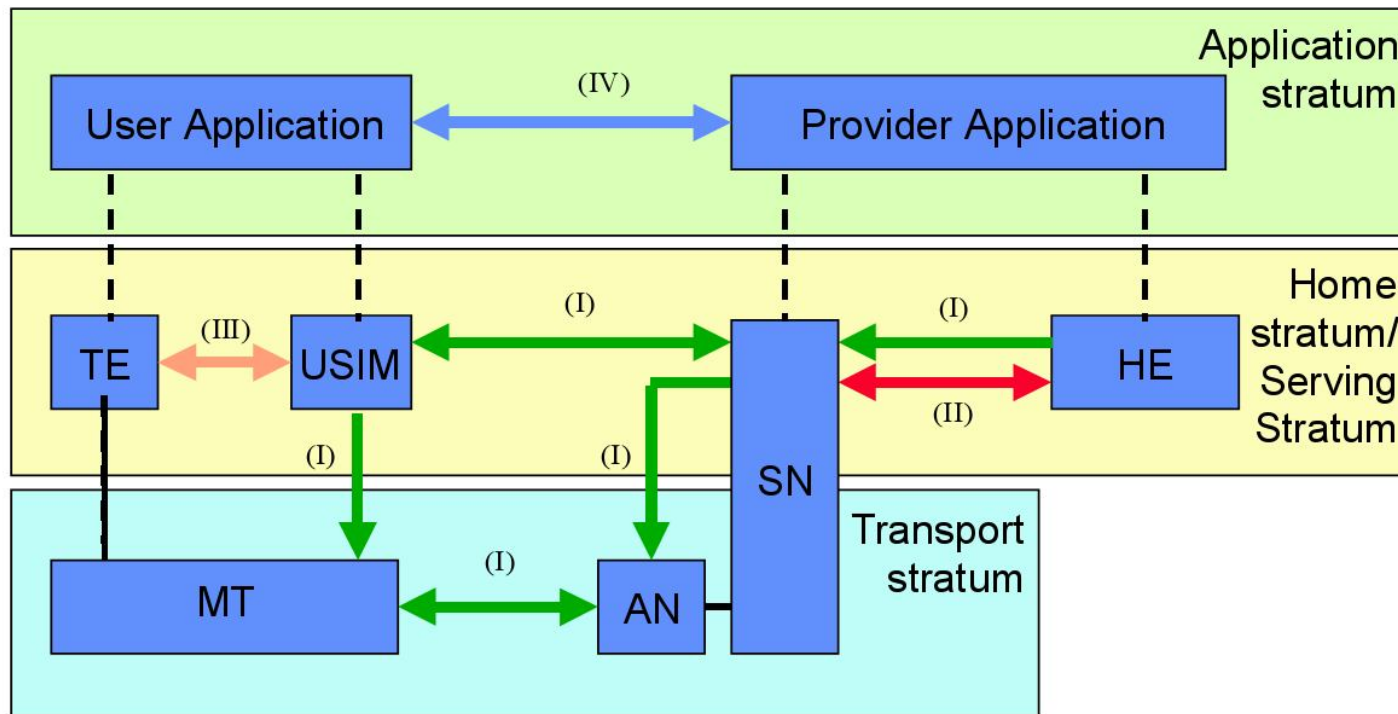 Application
stratum
(IV)
User Application
Provider Application
Home
stratum/
Serving
Stratum
(I)
(I)
(III)
TE
USIM
HE
(II)
(I)
(I)
SN
Transport
stratum
(I)
MT
AN